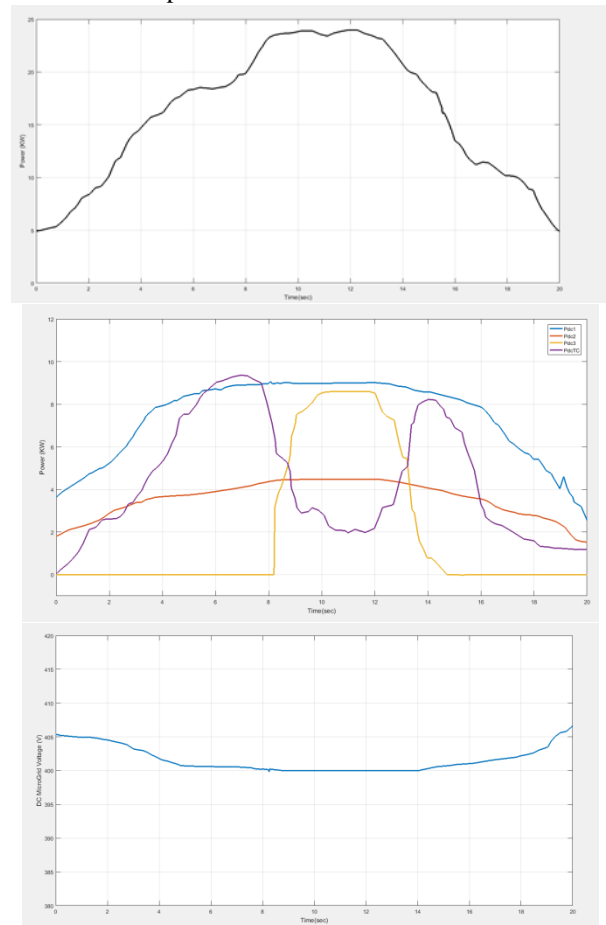 25
20
15
10
5
0
Power (KW)
0 2 4 6 8 10 12 14 16 18 20
Time(sec)
12
10
8
6
4
2
0
Power (KW)
Pdc1
Pdc2
Pdc3
PdcTC
0 2 4 6 8 10 12 14 16 18 20
Time(sec)
420
415
410
405
400
395
390
385
380
DC MicroGrid Voltage (V)
0 2 4 6 8 10 12 14 16 18 20
Time(sec)